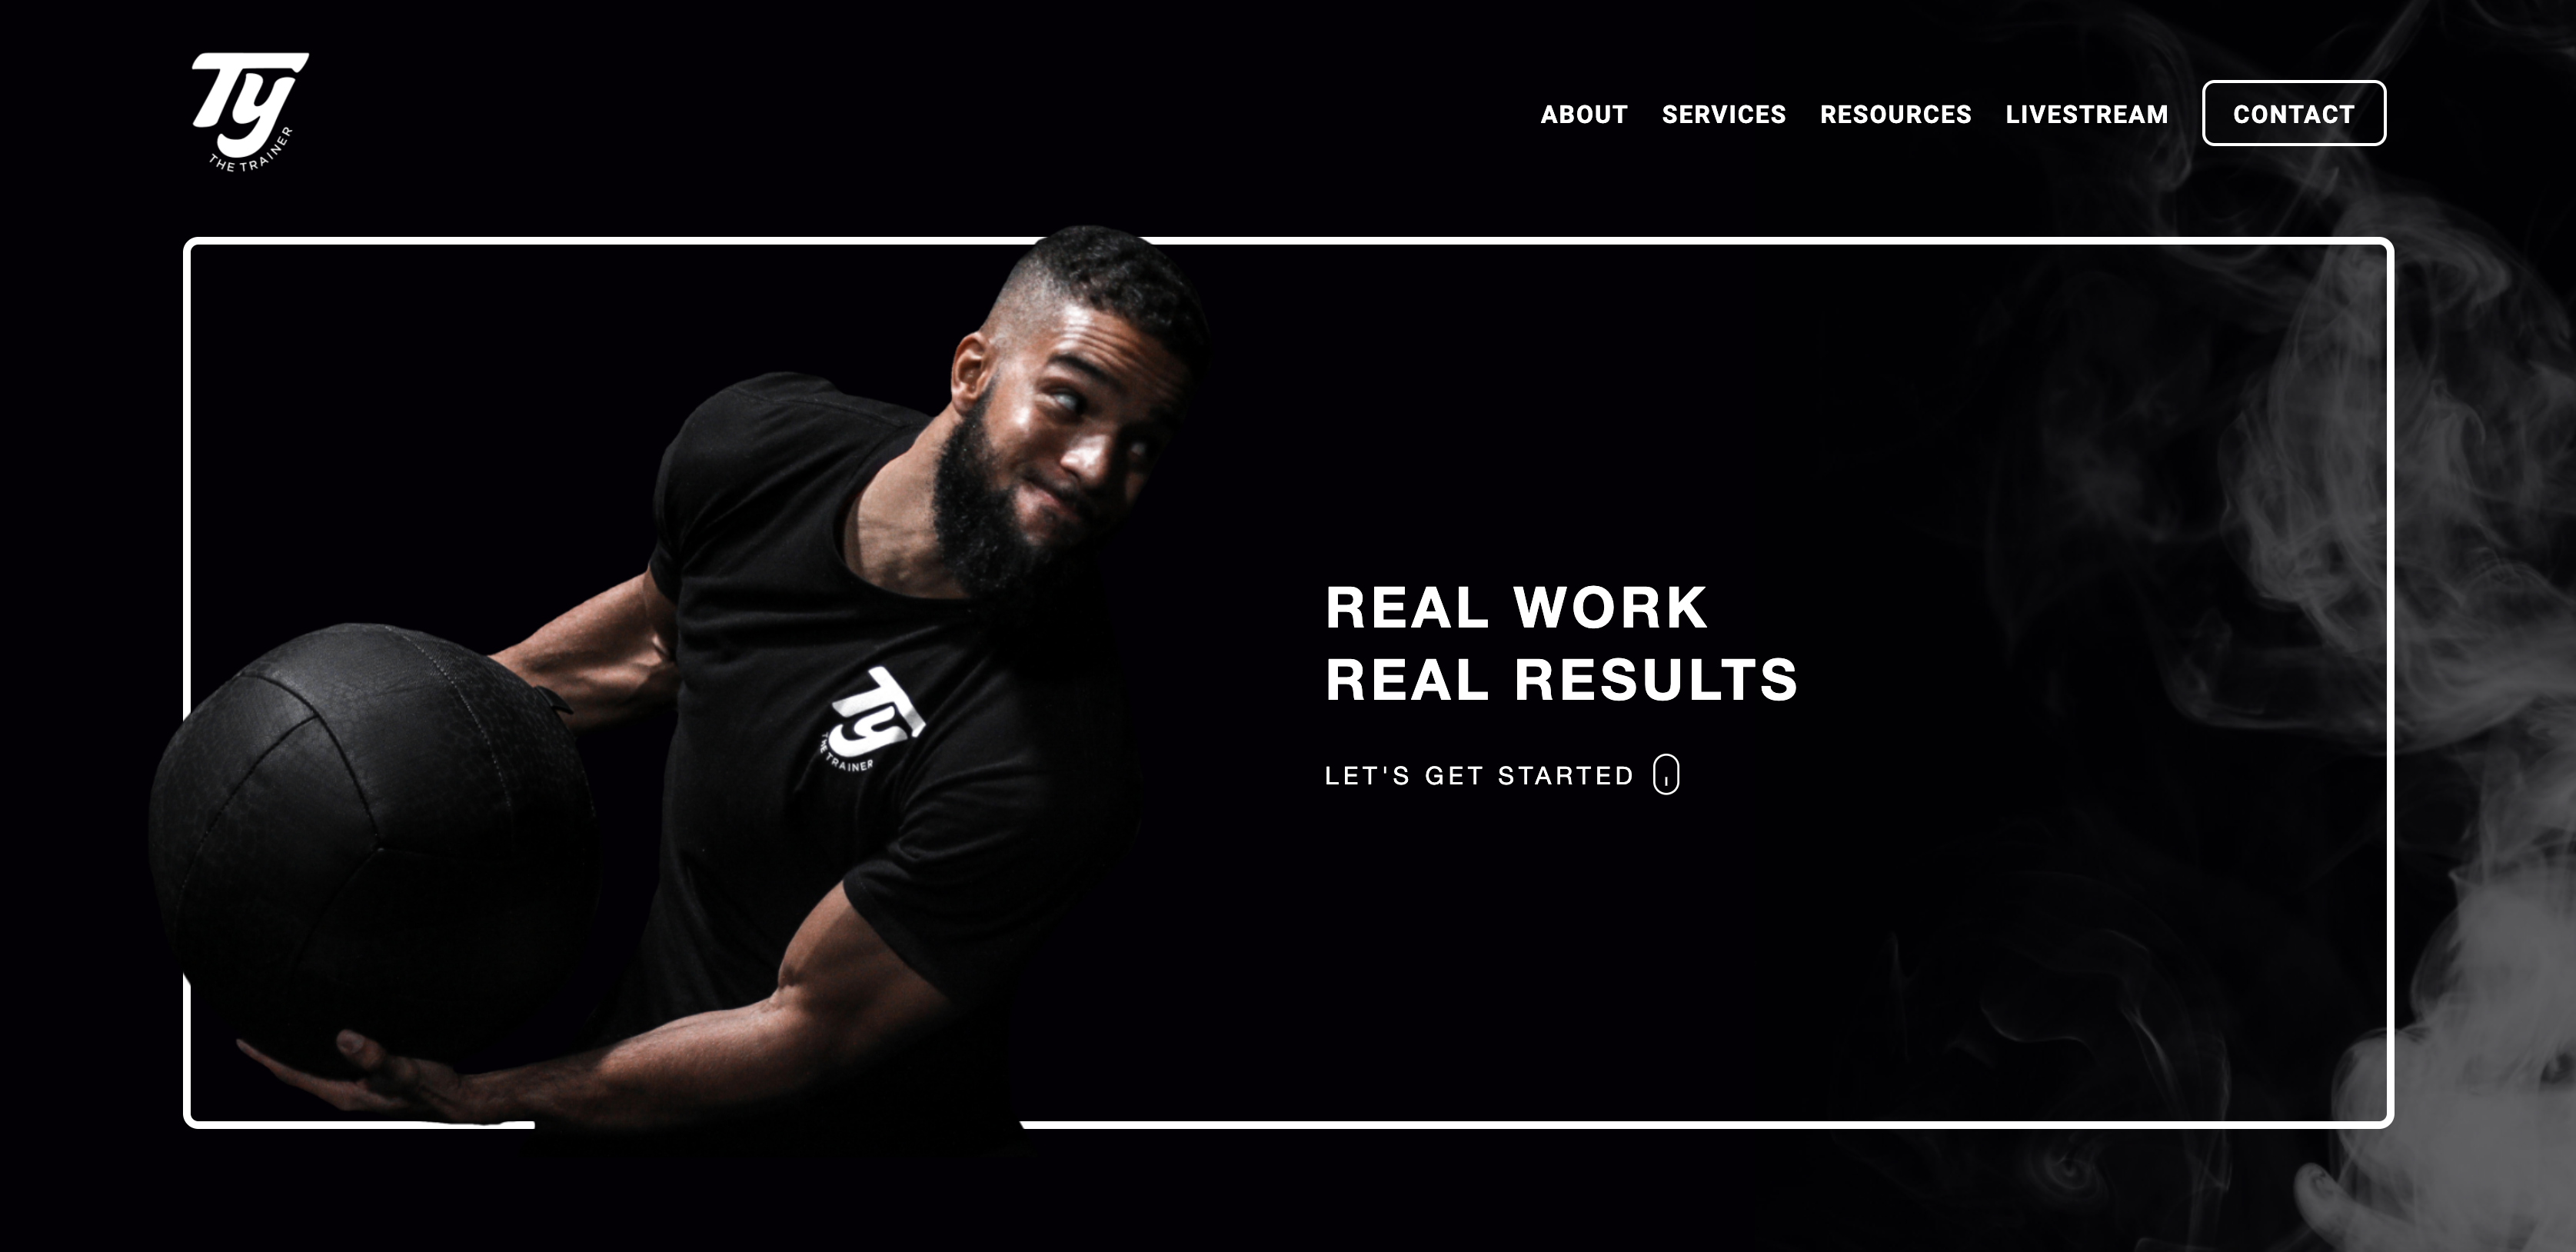 Ty
THE TRAINER
ABOUT SERVICES RESOURCES LIVESTREAM CONTACT
REAL WORK
REAL RESULTS
LET'S GET STARTED
Ty
THE TRAINER